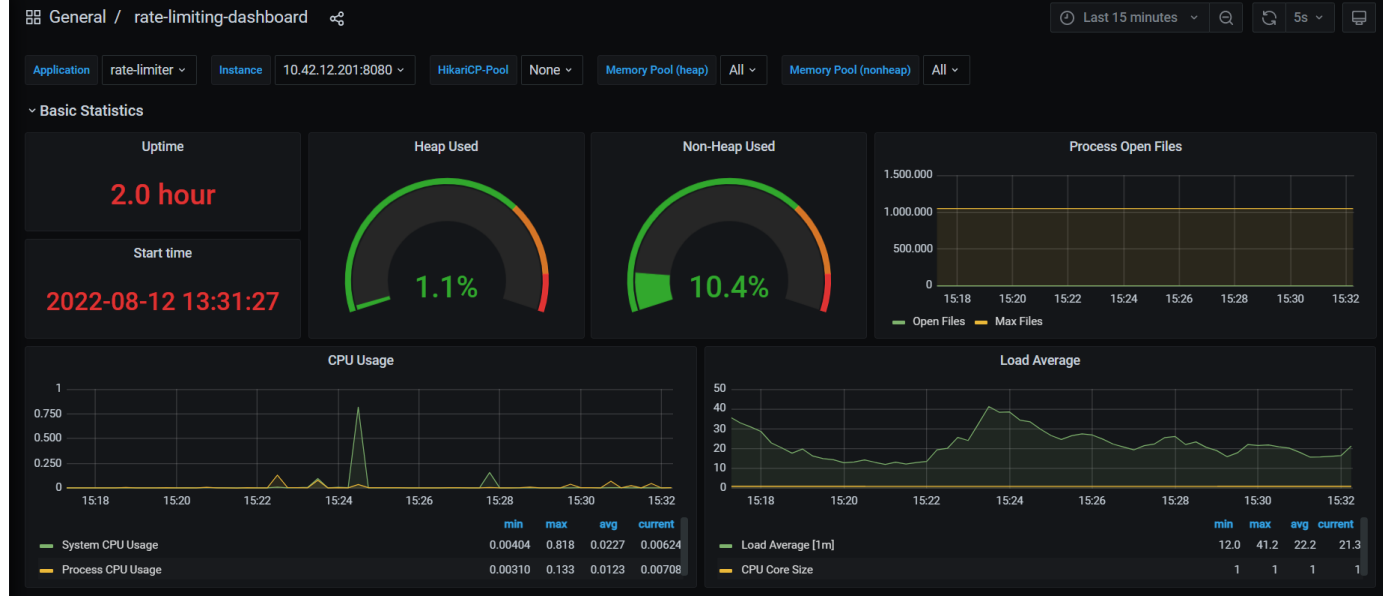 General / rate-limiting-dashboard
Last 15 minutes
5s
Application rate-limiter Instance 10.42.12.201:8080 HikariCP-Pool None Memory Pool (heap) All Memory Pool (nonheap) All
Basic Statistics
Uptime
2.0 hour
Start time
2022-08-12 13:31:27
Heap Used
1.1%
Non-Heap Used
10.4%
Process Open Files
1.500.000
1.000.000
500.000
0
15:18 15:20 15:22 15:24 15:26 15:28 15:30 15:32
Open Files Max Files
CPU Usage
1
0.750
0.500
0.250
0
15:18 15:20 15:22 15:24 15:26 15:28 15:30 15:32
min max avg current
System CPU Usage 0.00404 0.818 0.0227 0.00624
Process CPU Usage 0.00310 0.133 0.0123 0.00708
Load Average
50
40
30
20
10
0
15:18 15:20 15:22 15:24 15:26 15:28 15:30 15:32
min max avg current
Load Average [1m] 12.0 41.2 22.2 21.3
CPU Core Size 1 1 1 1